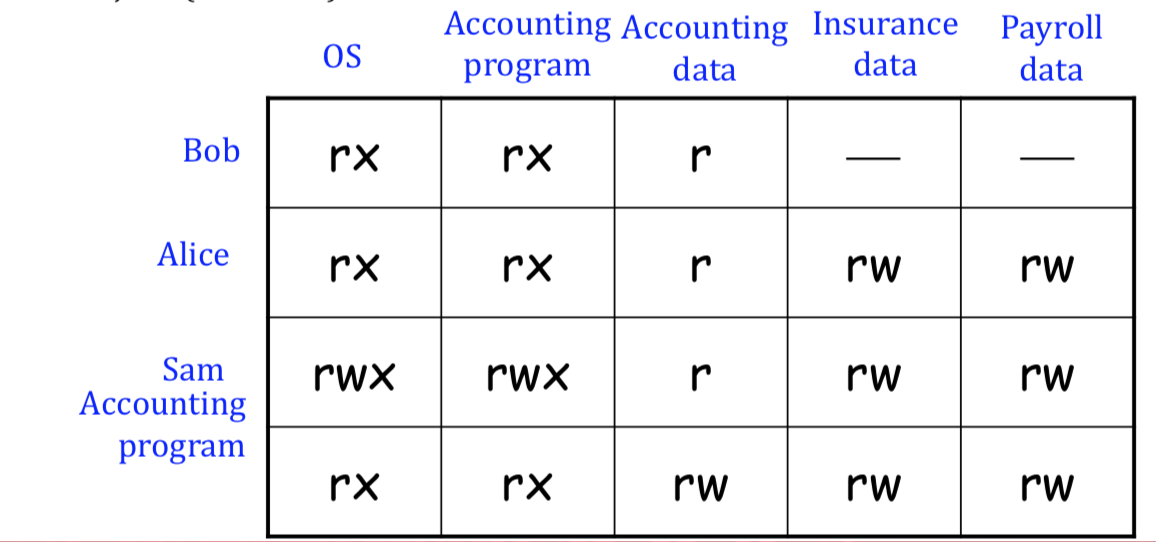 OS Accounting program Accounting data Insurance data Payroll data
Bob rx rx r — —
Alice rx rx r rw rw
Sam rwx rwx r rw rw
Accounting program rx rx rw rw rw